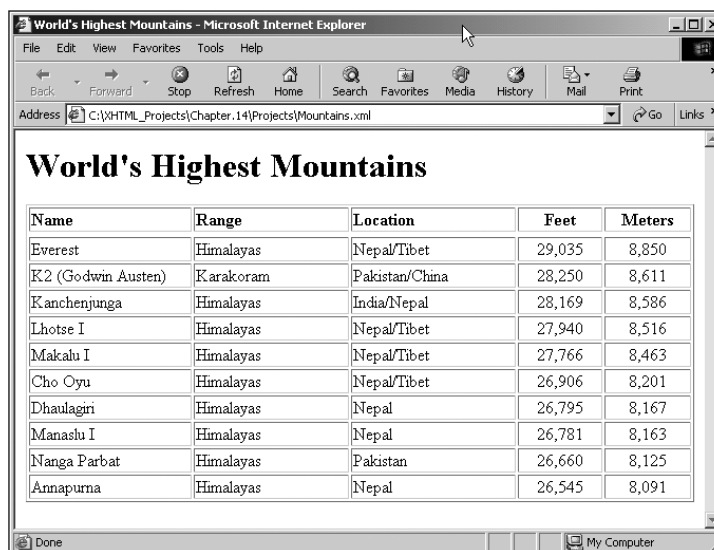 World's Highest Mountains - Microsoft Internet Explorer
File Edit View Favorites Tools Help
Back Forward Stop Refresh Home Search Favorites Media History Mail Print
Address C:\XHTML_Projects\Chapter.14\Projects\Mountains.xml Go Links
World's Highest Mountains
Name Range Location Feet Meters
Everest Himalayas Nepal/Tibet 29,035 8,850
K2 (Godwin Austen) Karakoram Pakistan/China 28,250 8,611
Kanchenjunga Himalayas India/Nepal 28,169 8,586
Lhotse I Himalayas Nepal/Tibet 27,940 8,516
Makalu I Himalayas Nepal/Tibet 27,766 8,463
Cho Oyu Himalayas Nepal/Tibet 26,906 8,201
Dhaulagiri Himalayas Nepal 26,795 8,167
Manaslu I Himalayas Nepal 26,781 8,163
Nanga Parbat Himalayas Pakistan 26,660 8,125
Annapurna Himalayas Nepal 26,545 8,091
Done My Computer